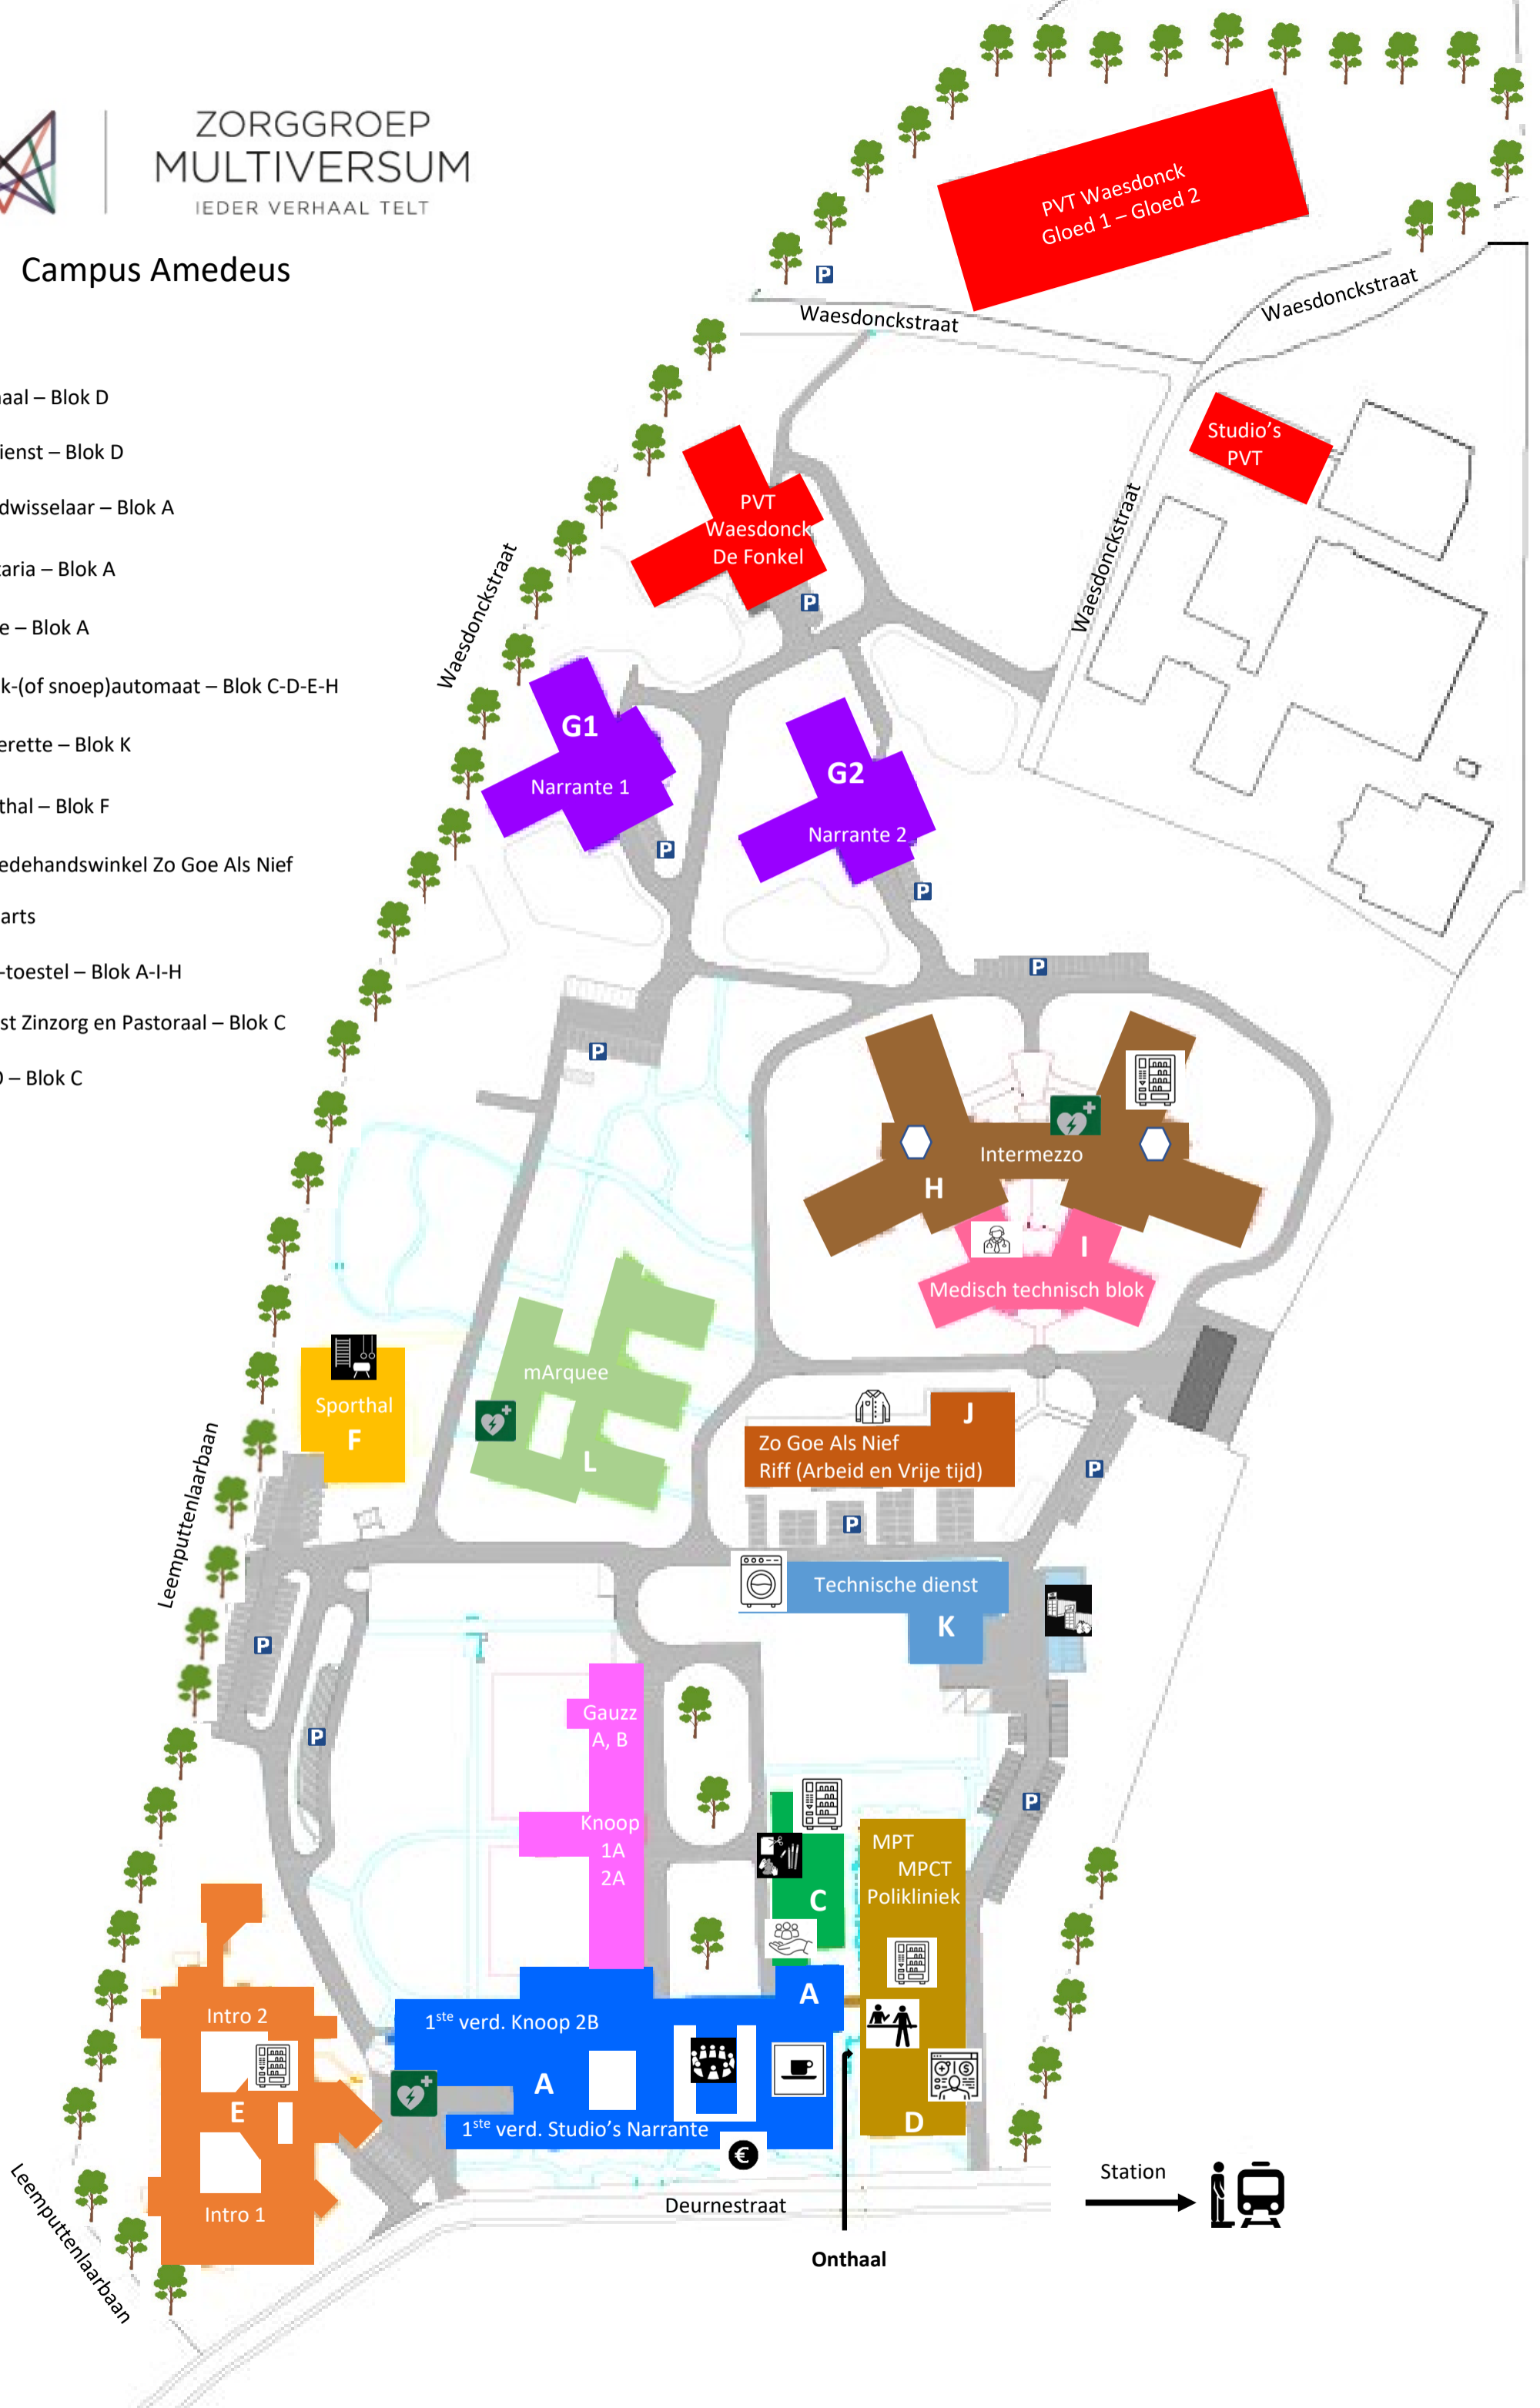 ZORGGROEP
MULTIVERSUM
IEDER VERHAAL TELT
Campus Amedeus
aal – Blok D
ienst – Blok D
dwisselaar – Blok A
taria – Blok A
e – Blok A
k-(of snoep)automaat – Blok C-D-E-H
erette – Blok K
thal – Blok F
edehandswinkel Zo Goe Als Nief
arts
-toestel – Blok A-I-H
st Zinzorg en Pastoraal – Blok C
– Blok C
PVT Waesdonck
Gloed 1 – Gloed 2
P
Waesdonckstraat
Waesdonckstraat
Studio's
PVT
PVT
Waesdonck
De Fonkel
P
Waesdonckstraat
Waesdonckstraat
G1
Narrante 1
P
G2
Narrante 2
P
P
P
Intermezzo
H
I
Medisch technisch blok
mArquee
L
Sporthal
F
J
Zo Goe Als Nief
Riff (Arbeid en Vrije tijd)
P
P
Leemputtenlaarbaan
Technische dienst
K
P
P
Gauzz
A, B
Knoop
1A
2A
P
C
MPT
MPCT
Polikliniek
D
A
1ste verd. Knoop 2B
A
1ste verd. Studio's Narrante
€
Intro 2
E
Intro 1
Leemputtenlaarbaan
Deurnestraat
Station
Onthaal